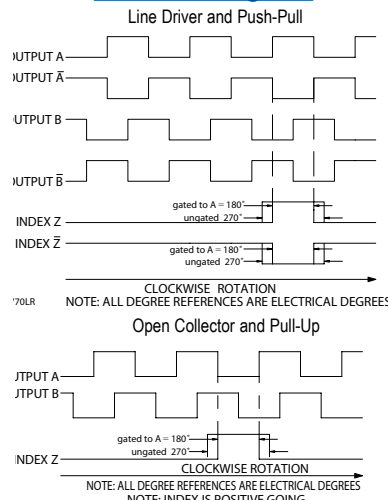 Line Driver and Push-Pull
UTPUT A
UTPUT A̅
UTPUT B
UTPUT B̅
gated to A = 180°
ungated 270°
INDEX Z
INDEX Z̅
gated to A = 180°
ungated 270°
CLOCKWISE ROTATION
70LR NOTE: ALL DEGREE REFERENCES ARE ELECTRICAL DEGREES
Open Collector and Pull-Up
UTPUT A
UTPUT B
gated to A = 180°
ungated 270°
INDEX Z
CLOCKWISE ROTATION
NOTE: ALL DEGREE REFERENCES ARE ELECTRICAL DEGREES
NOTE: INDEX IS POSITIVE GOING